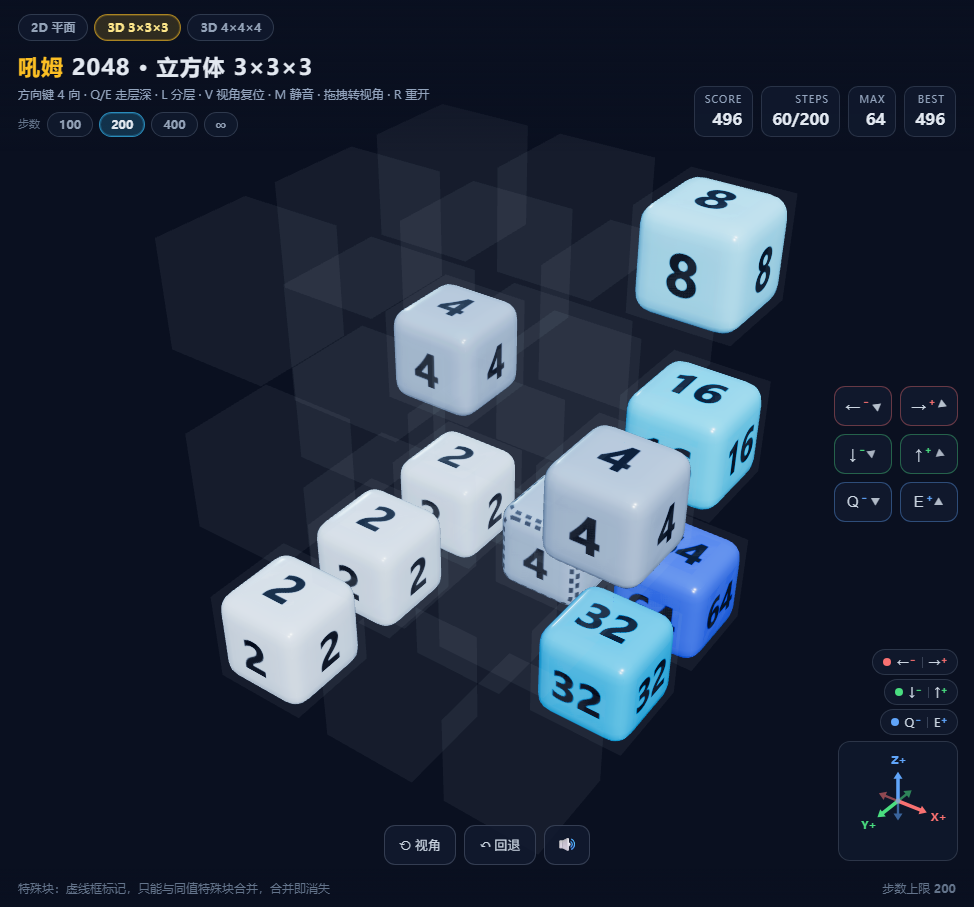 2D 平面 3D 3×3×3 3D 4×4×4
吼姆 2048 • 立方体 3×3×3
方向键 4 向 · Q/E 走层深 · L 分层 · V 视角复位 · M 静音 · 拖拽转视角 · R 重开
步数 100 200 400 ∞
SCORE STEPS MAX BEST
496 60/200 64 496
8
8 8
4
4 4
16
16
4
4 4
2
2
2
2
2
2 2
4
4
64
32
32 32
←⁻▼ →⁺▲
↓⁻▼ ↑⁺▲
Q⁻▼ E⁺▲
←⁻ | →⁺
↓⁻ | ↑⁺
Q⁻ | E⁺
Z+
X+
Y+
⟲ 视角 ↶ 回退
特殊块：虚线框标记，只能与同值特殊块合并，合并即消失 步数上限 200